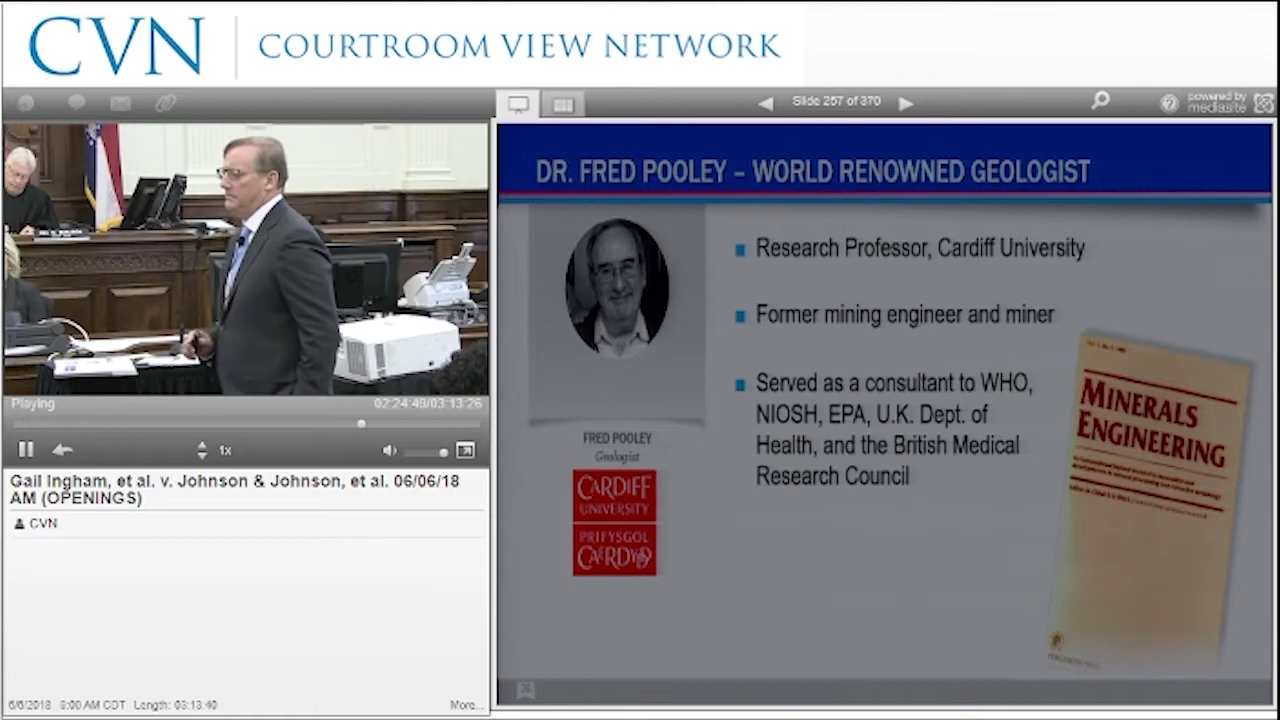 CVN
COURTROOM VIEW NETWORK
Slide 257 of 370
powered by
mediasite
DR. FRED POOLEY – WORLD RENOWNED GEOLOGIST
Research Professor, Cardiff University
Former mining engineer and miner
Served as a consultant to WHO,
NIOSH, EPA, U.K. Dept. of
Health, and the British Medical
Research Council
FRED POOLEY
Geologist
CARDIFF
UNIVERSITY
PRIFYSGOL
CAERDYDD
MINERALS
ENGINEERING
Playing
02:24:49/03:13:26
1x
Gail Ingham, et al. v. Johnson & Johnson, et al. 06/06/18
AM (OPENINGS)
CVN
6/6/2018 8:00 AM CDT Length: 03:13:40
More...